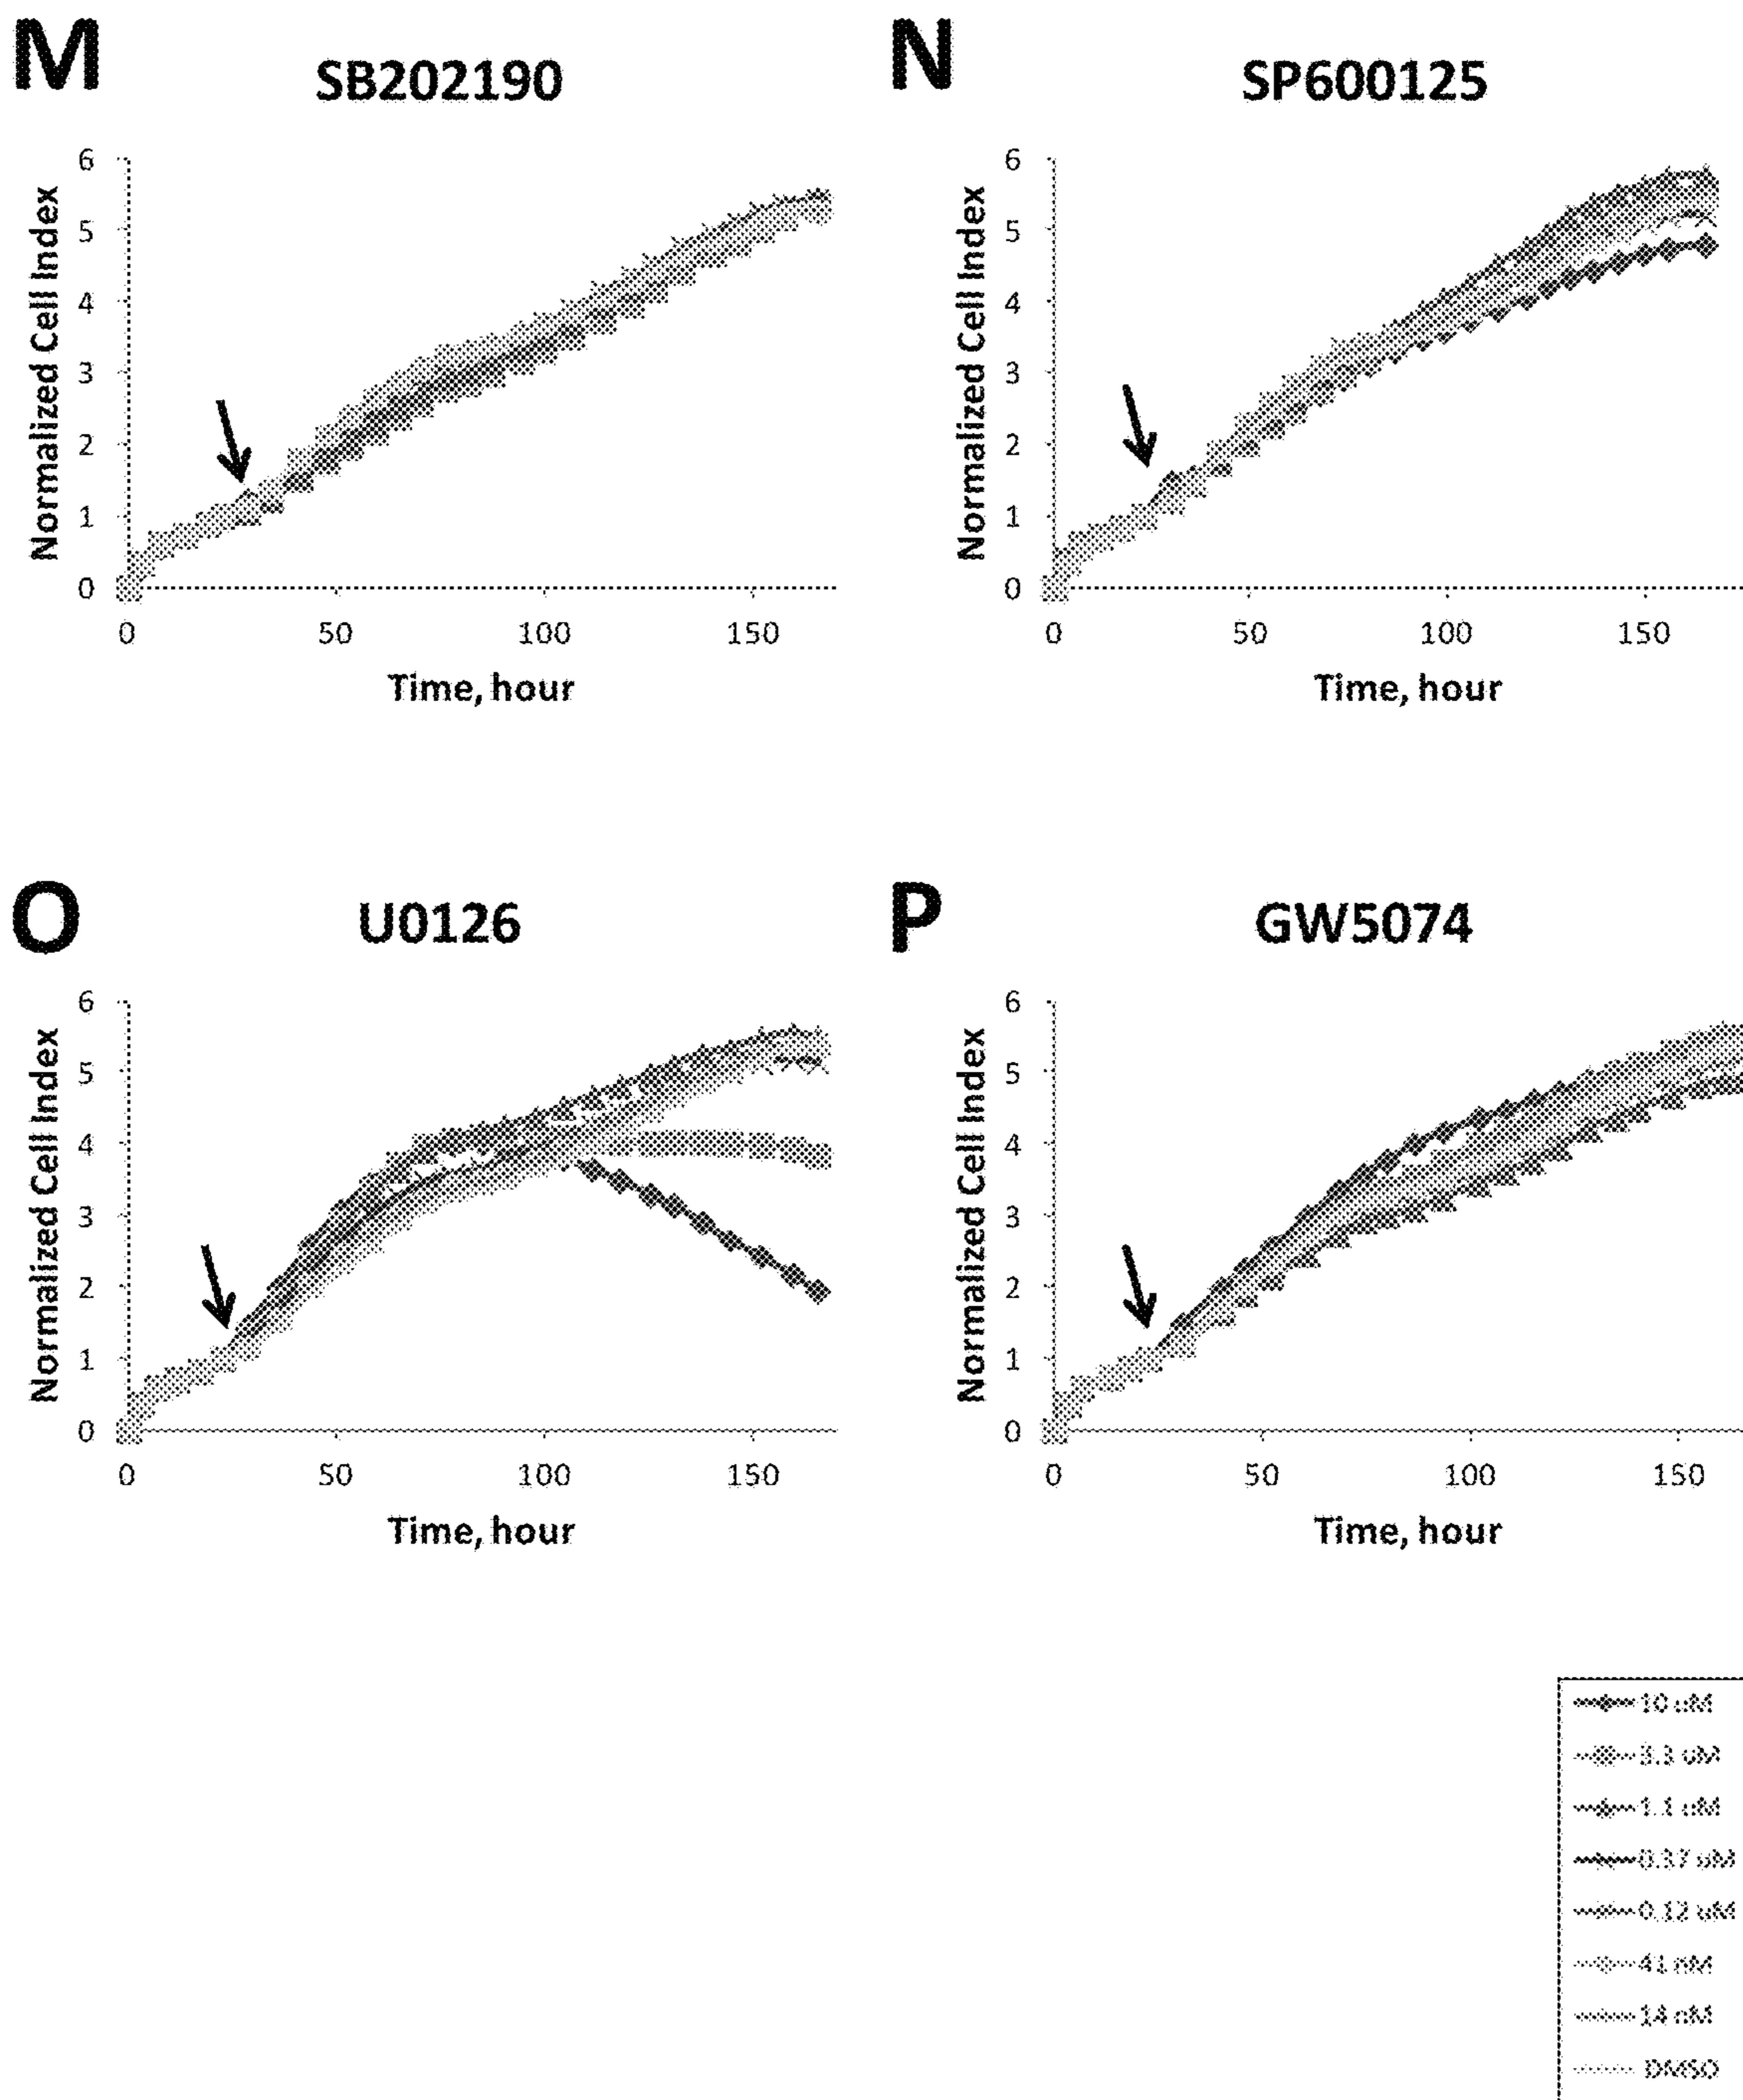 M SB202190
N SP600125
Normalized Cell Index
6
5
4
3
2
1
0
0 50 100 150
Time, hour
Normalized Cell Index
6
5
4
3
2
1
0
0 50 100 150
Time, hour
O U0126
P GW5074
Normalized Cell Index
6
5
4
3
2
1
0
0 50 100 150
Time, hour
Normalized Cell Index
6
5
4
3
2
1
0
0 50 100 150
Time, hour
10 uM
3.3 uM
1.1 uM
0.37 uM
0.12 uM
41 nM
14 nM
DMSO